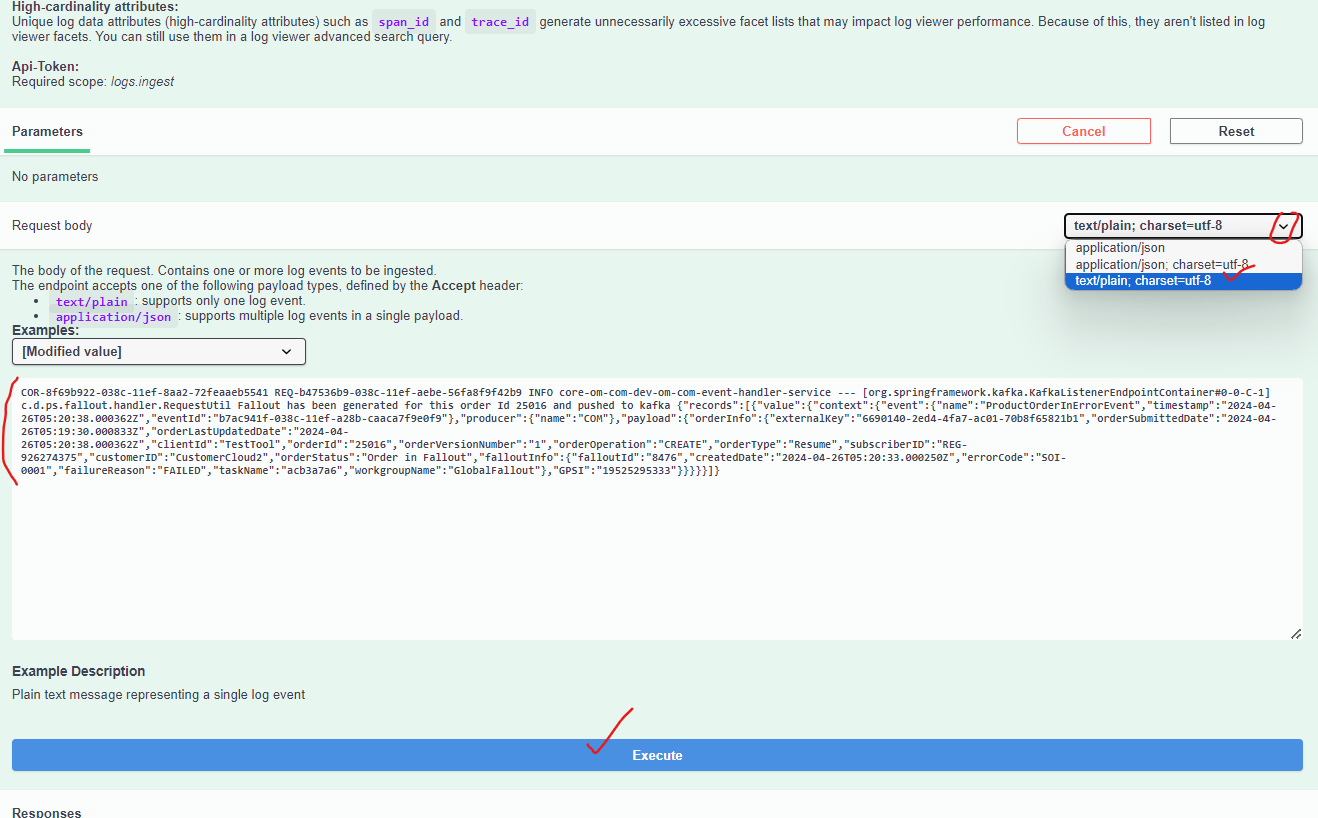 High-cardinality attributes:
Unique log data attributes (high-cardinality attributes) such as span_id and trace_id generate unnecessarily excessive facet lists that may impact log viewer performance. Because of this, they aren't listed in log
viewer facets. You can still use them in a log viewer advanced search query.
Api-Token:
Required scope: logs.ingest
Parameters
Cancel
Reset
No parameters
Request body
text/plain; charset=utf-8
application/json
application/json; charset=utf-8
text/plain; charset=utf-8
The body of the request. Contains one or more log events to be ingested.
The endpoint accepts one of the following payload types, defined by the Accept header:
• text/plain : supports only one log event.
• application/json : supports multiple log events in a single payload.
Examples:
[Modified value]
COR-8f69b922-038c-11ef-8aa2-72feaaeb5541 REQ-b47536b9-038c-11ef-aebe-56fa8f9f42b9 INFO core-om-com-dev-om-com-event-handler-service --- [org.springframework.kafka.KafkaListenerEndpointContainer#0-0-C-1]
c.d.ps.fallout.handler.RequestUtil Fallout has been generated for this order Id 25016 and pushed to kafka {"records":[{"value":{"context":{"event":{"name":"ProductOrderInErrorEvent","timestamp":"2024-04-
26T05:20:38.000362Z","eventId":"b7ac941f-038c-11ef-a28b-caaca7f9e0f9"},"producer":{"name":"COM"},"payload":{"orderInfo":{"externalKey":"6690140-2ed4-4fa7-ac01-70b8f65821b1","orderSubmittedDate":"2024-04-
26T05:19:30.000833Z","orderLastUpdatedDate":"2024-04-
26T05:20:38.000362Z","clientId":"TestTool","orderId":"25016","orderVersionNumber":"1","orderOperation":"CREATE","orderType":"Resume","subscriberID":"REG-
926274375","customerID":"CustomerCloud2","orderStatus":"Order in Fallout","falloutInfo":{"falloutId":"8476","createdDate":"2024-04-26T05:20:33.000250Z","errorCode":"SOI-
0001","failureReason":"FAILED","taskName":"acb3a7a6","workgroupName":"GlobalFallout"},"GPSI":"19525295333"}}}}}]}
Example Description
Plain text message representing a single log event
Execute
Responses